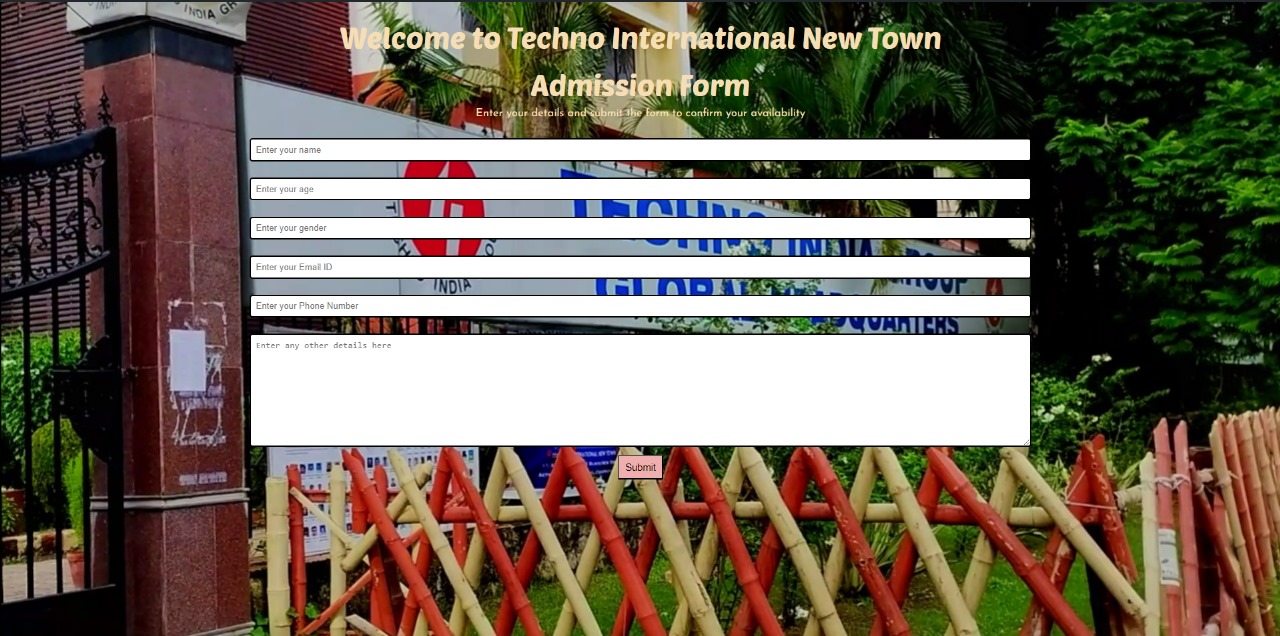 INDIA GR
Welcome to Techno International New Town
Admission Form
Enter your details and submit the form to confirm your availability
Enter your name
Enter your age
TECHNO INDIA GROUP
Enter your gender
INDIA
Enter your Email ID
GLOBAL HEADQUARTERS
Enter your Phone Number
Enter any other details here
Submit